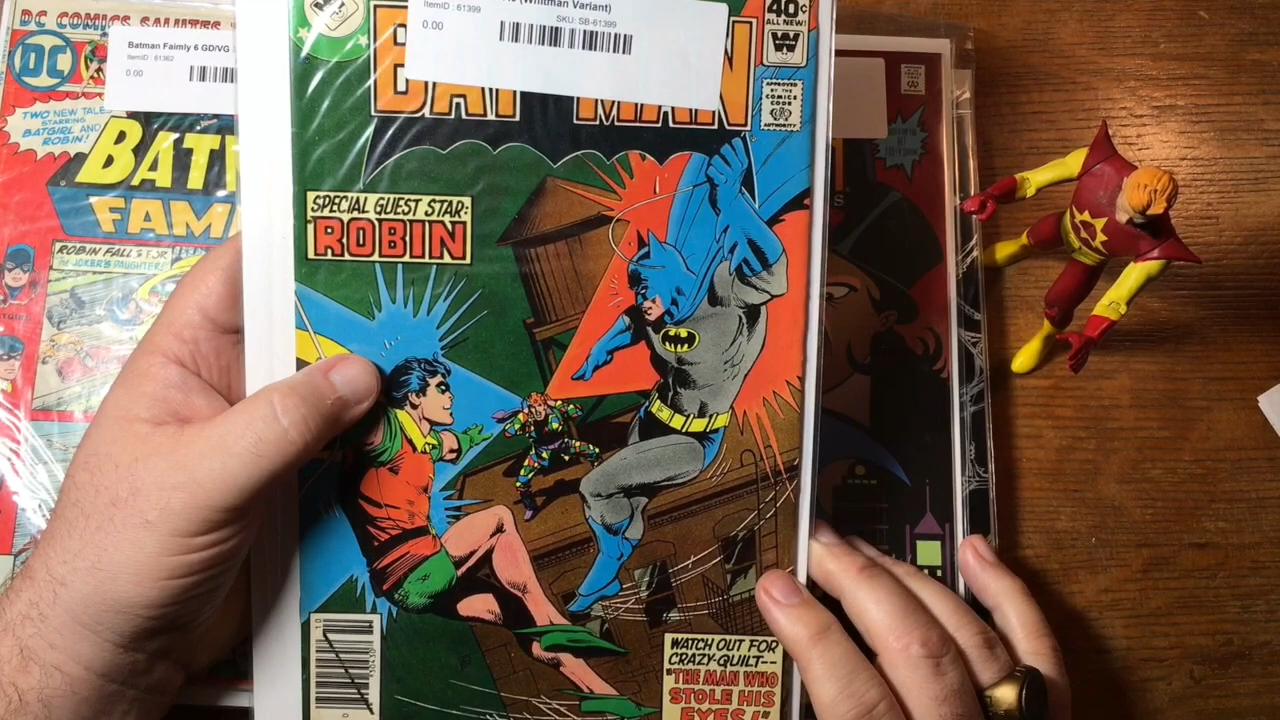 DC COMICS SALUTES
DC
Batman Faimly 6 GD/VG
ItemID : 61362
0.00
TWO NEW TALES
STARRING
BATGIRL AND
ROBIN!
BAT
FAM
ROBIN FALLS FOR
THE JOKER'S DAUGHTER!
(Whitman Variant)
ItemID : 61399
SKU: SB-61399
0.00
W
BATMAN
40¢
ALL NEW!
W
APPROVED
BY THE
COMICS
CODE
AUTHORITY
SPECIAL GUEST STAR:
ROBIN
WATCH OUT FOR
CRAZY-QUILT--
"THE MAN WHO
STOLE HIS
EYES!"